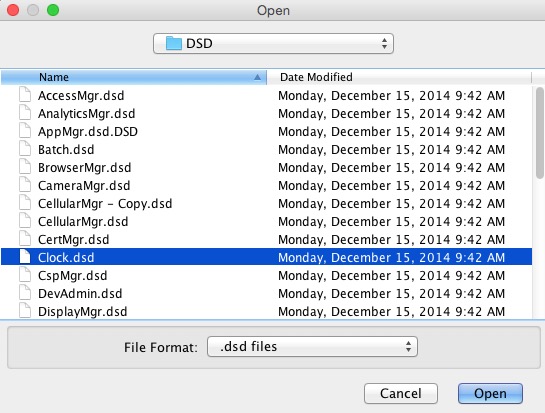 Open
DSD
Name Date Modified
AccessMgr.dsd Monday, December 15, 2014 9:42 AM
AnalyticsMgr.dsd Monday, December 15, 2014 9:42 AM
AppMgr.dsd.DSD Monday, December 15, 2014 9:42 AM
Batch.dsd Monday, December 15, 2014 9:42 AM
BrowserMgr.dsd Monday, December 15, 2014 9:42 AM
CameraMgr.dsd Monday, December 15, 2014 9:42 AM
CellularMgr - Copy.dsd Monday, December 15, 2014 9:42 AM
CellularMgr.dsd Monday, December 15, 2014 9:42 AM
CertMgr.dsd Monday, December 15, 2014 9:42 AM
Clock.dsd Monday, December 15, 2014 9:42 AM
CspMgr.dsd Monday, December 15, 2014 9:42 AM
DevAdmin.dsd Monday, December 15, 2014 9:42 AM
DisplayMgr.dsd Monday, December 15, 2014 9:42 AM
File Format: .dsd files
Cancel Open